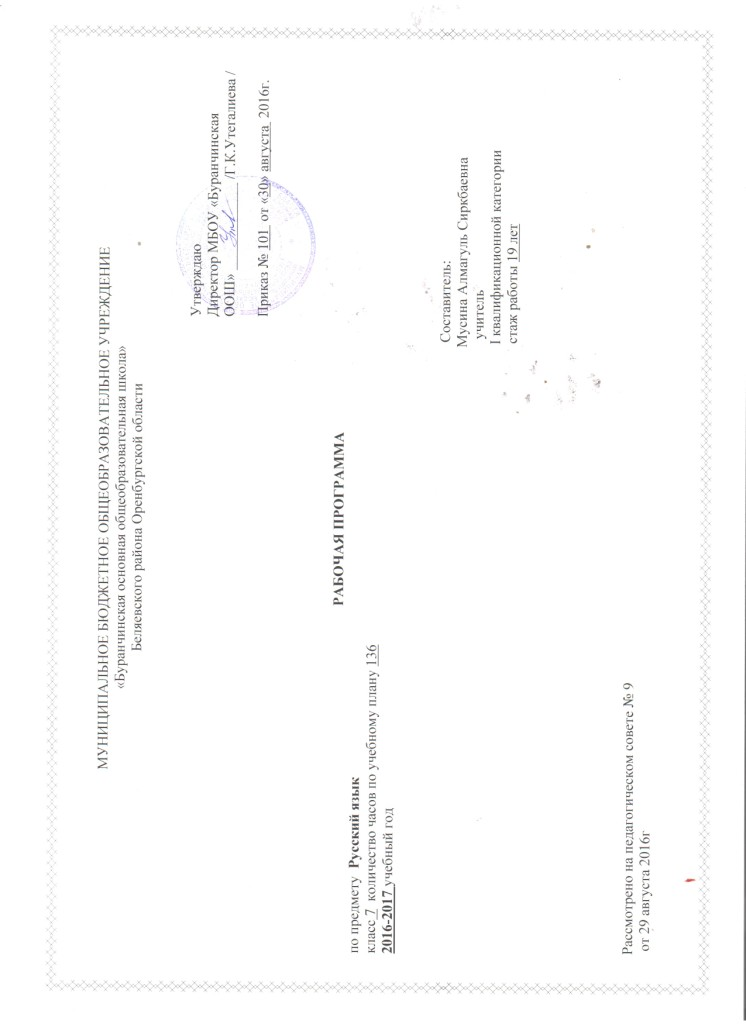 МУНИЦИПАЛЬНОЕ БЮДЖЕТНОЕ ОБЩЕОБРАЗОВАТЕЛЬНОЕ УЧРЕЖДЕНИЕ
«Буранчинская основная общеобразовательная школа»
Беляевского района Оренбургской области
Утверждаю
Директор МБОУ «Буранчинская
ООШ» ____________ /Г.К.Утегалиева /
Приказ № 101 от «30» августа 2016г.
РАБОЧАЯ ПРОГРАММА
по предмету Русский язык
класс 7 количество часов по учебному плану 136
2016-2017 учебный год
Составитель:
Мусина Алмагуль Сиркбаевна
учитель
I квалификационной категории
стаж работы 19 лет
Рассмотрено на педагогическом совете № 9
от 29 августа 2016г